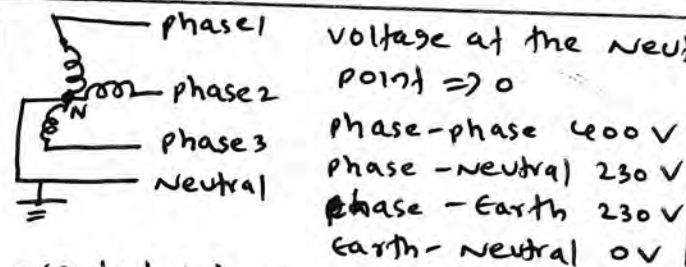 phase1
voltage at the
point => 0
phase2
N
phase-phase 400 V
phase3
phase-Neutral 230 V
Neutral
phase - Earth 230 V
Earth-Neutral 0V